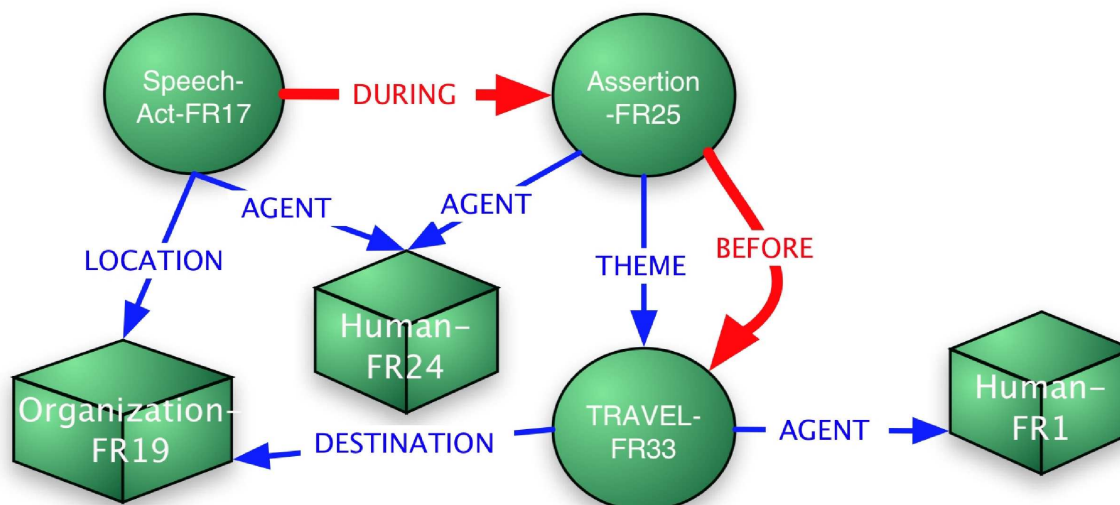 Speech-
Act-FR17
DURING
Assertion
-FR25
AGENT
AGENT
LOCATION
THEME
BEFORE
Human-
FR24
Organization-
FR19
DESTINATION
TRAVEL-
FR33
AGENT
Human-
FR1